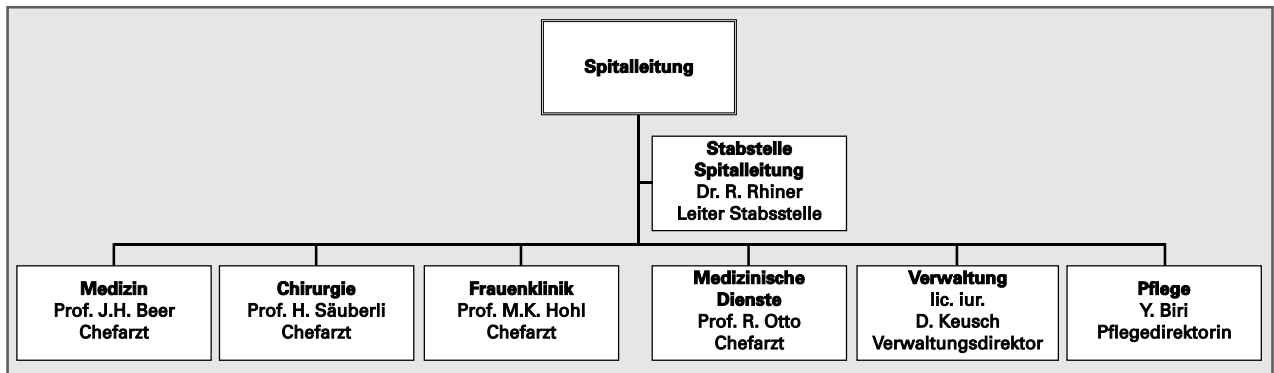 Spitalleitung
Stabstelle
Spitalleitung
Dr. R. Rhiner
Leiter Stabsstelle
Medizin
Prof. J.H. Beer
Chefarzt
Chirurgie
Prof. H. Säuberli
Chefarzt
Frauenklinik
Prof. M.K. Hohl
Chefarzt
Medizinische
Dienste
Prof. R. Otto
Chefarzt
Verwaltung
lic. iur.
D. Keusch
Verwaltungsdirektor
Pflege
Y. Biri
Pflegedirektorin